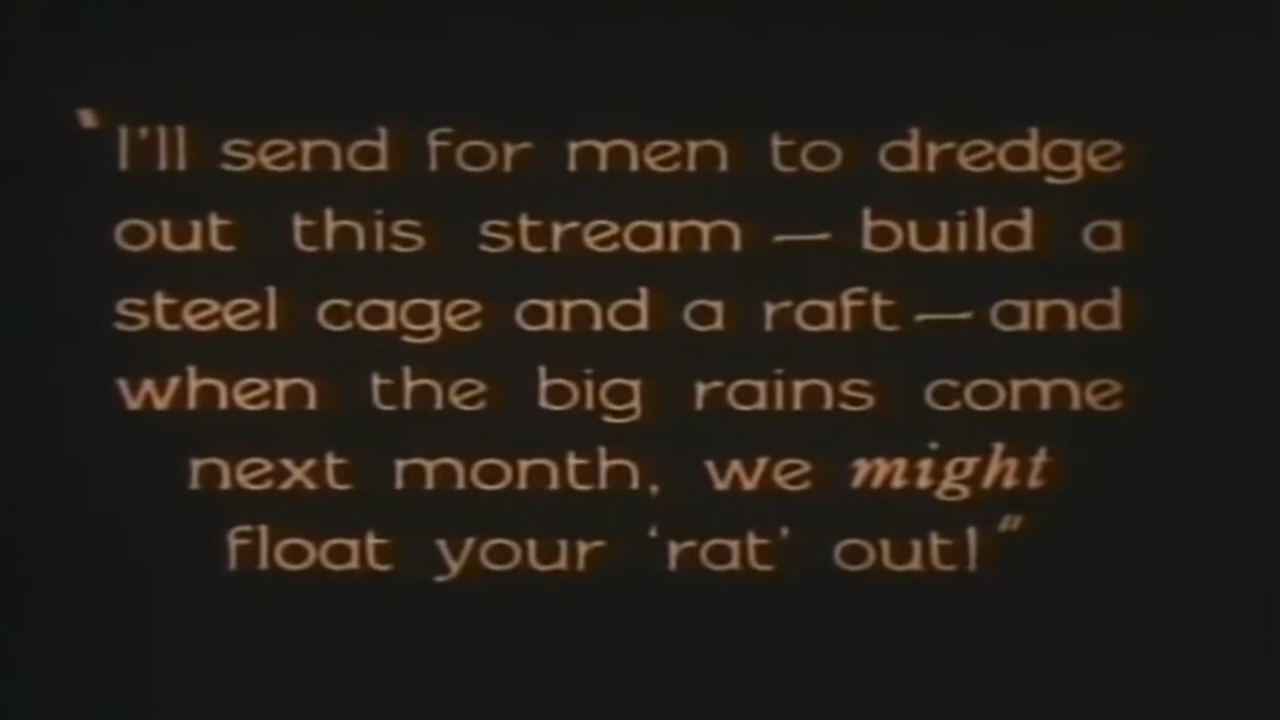 "I'll send for men to dredge
out this stream — build a
steel cage and a raft — and
when the big rains come
next month, we might
float your 'rat' out!"